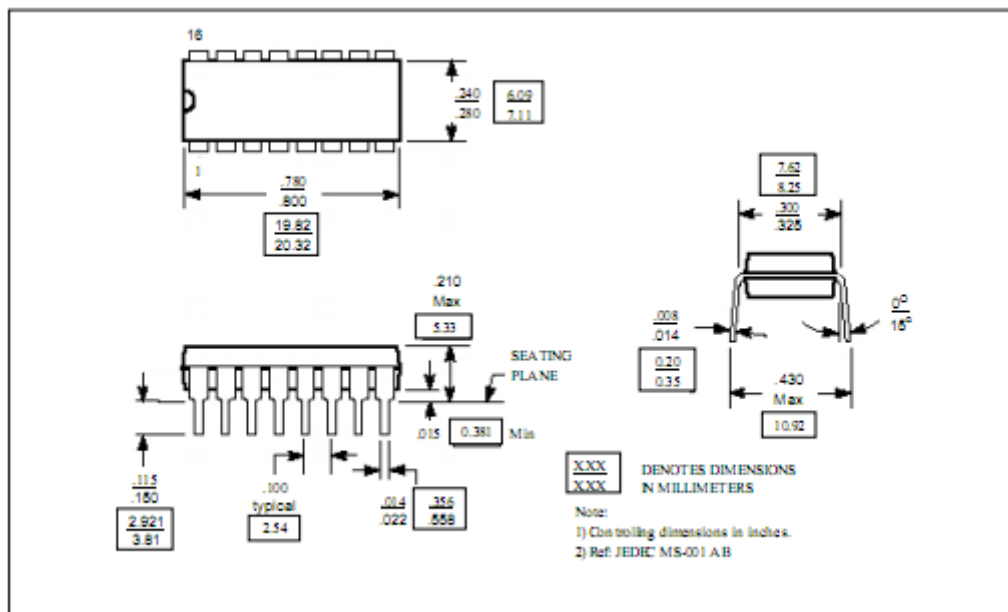 16
.240
.280
6.09
7.11
1
.780
.800
19.82
20.32
7.62
8.25
.300
.325
.210
Max
5.33
SEATING
PLANE
.008
.014
0.20
0.35
0°
15°
.430
Max
10.92
.015
0.381
Min
.115
.150
2.921
3.81
.100
typical
2.54
.014
.022
.356
.558
XXX
XXX
DENOTES DIMENSIONS
IN MILLIMETERS
Note:
1) Controlling dimensions in inches.
2) Ref: JEDEC MS-001 AB